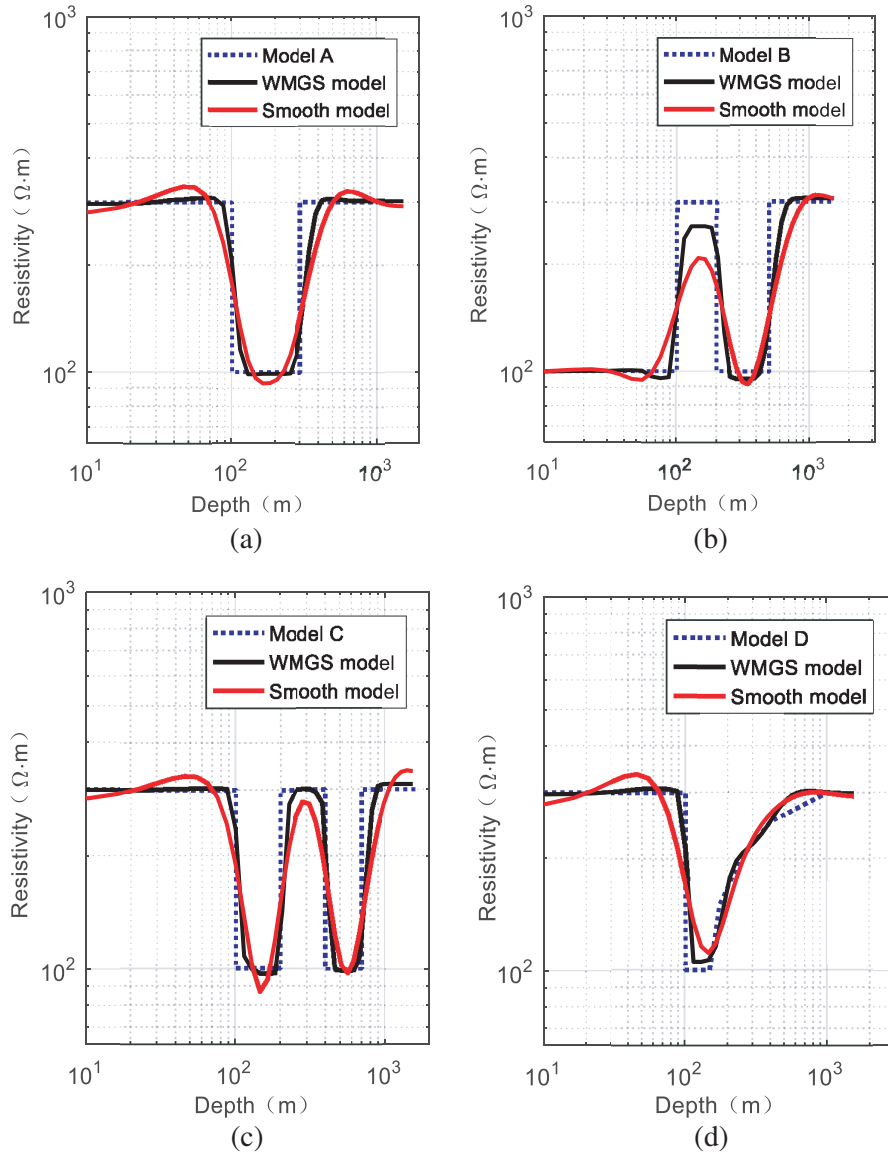 10³
Model A
WMGS model
Smooth model
Resistivity（Ω·m）
10²
10¹ 10² 10³
Depth（m）
(a)
10³
Model B
WMGS model
Smooth model
Resistivity（Ω·m）
10²
10¹ 10² 10³
Depth（m）
(b)
10³
Model C
WMGS model
Smooth model
Resistivity（Ω·m）
10²
10¹ 10² 10³
Depth（m）
(c)
10³
Model D
WMGS model
Smooth model
Resistivity（Ω·m）
10²
10¹ 10² 10³
Depth（m）
(d)